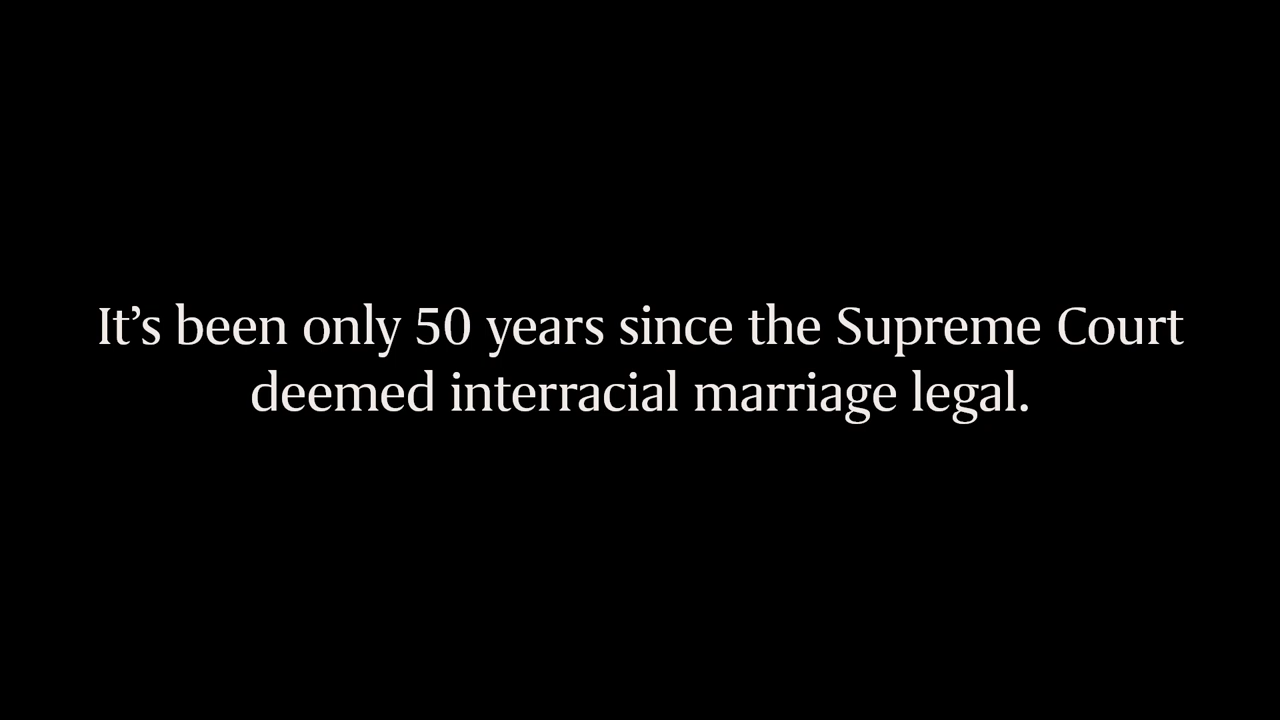 It’s been only 50 years since the Supreme Court
deemed interracial marriage legal.